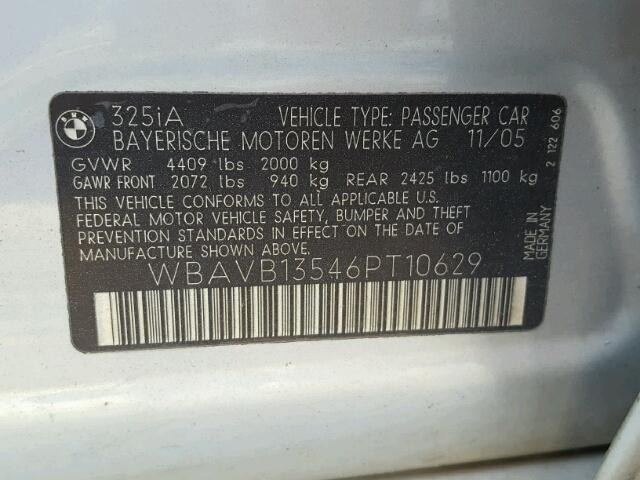 BMW
325iA VEHICLE TYPE: PASSENGER CAR
BAYERISCHE MOTOREN WERKE AG 11/05
GVWR 4409 lbs 2000 kg
GAWR FRONT 2072 lbs 940 kg REAR 2425 lbs 1100 kg
THIS VEHICLE CONFORMS TO ALL APPLICABLE U.S.
FEDERAL MOTOR VEHICLE SAFETY, BUMPER AND THEFT
PREVENTION STANDARDS IN EFFECT ON THE DATE OF
MANUFACTURE SHOWN ABOVE.
WBAVB13546PT10629
MADE IN
GERMANY
2 122 606